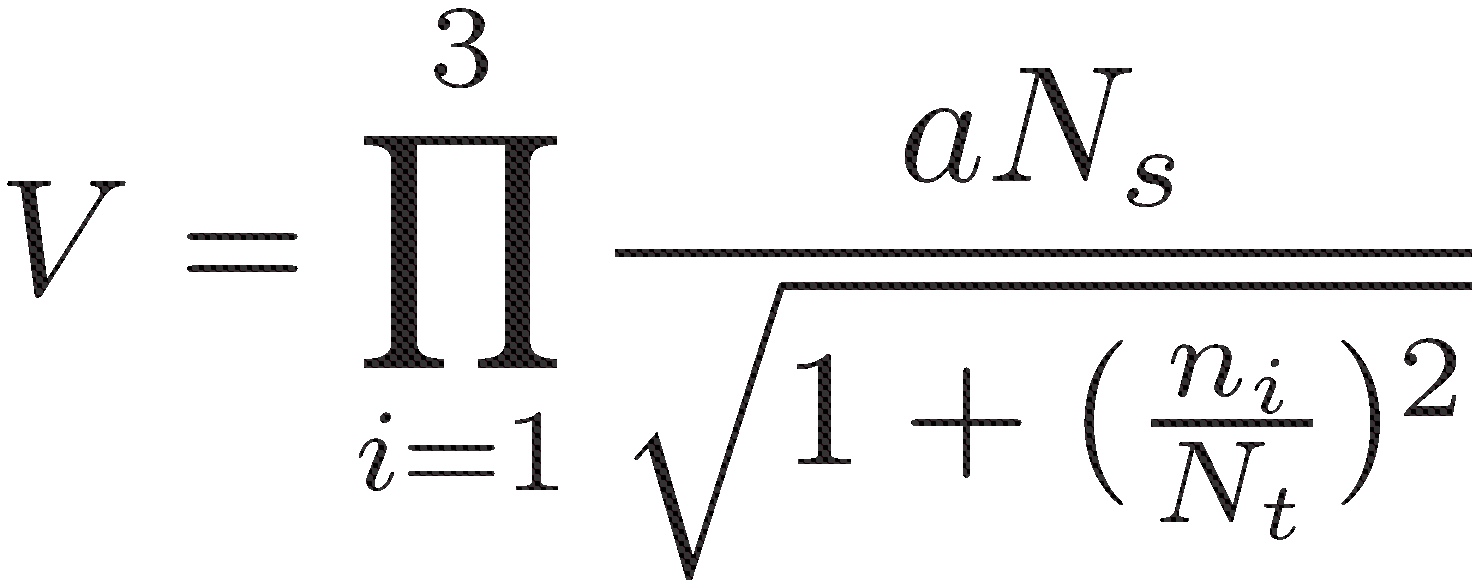 V = \prod_{i=1}^{3} \frac{aN_s}{\sqrt{1 + (\frac{n_i}{N_t})^2}}